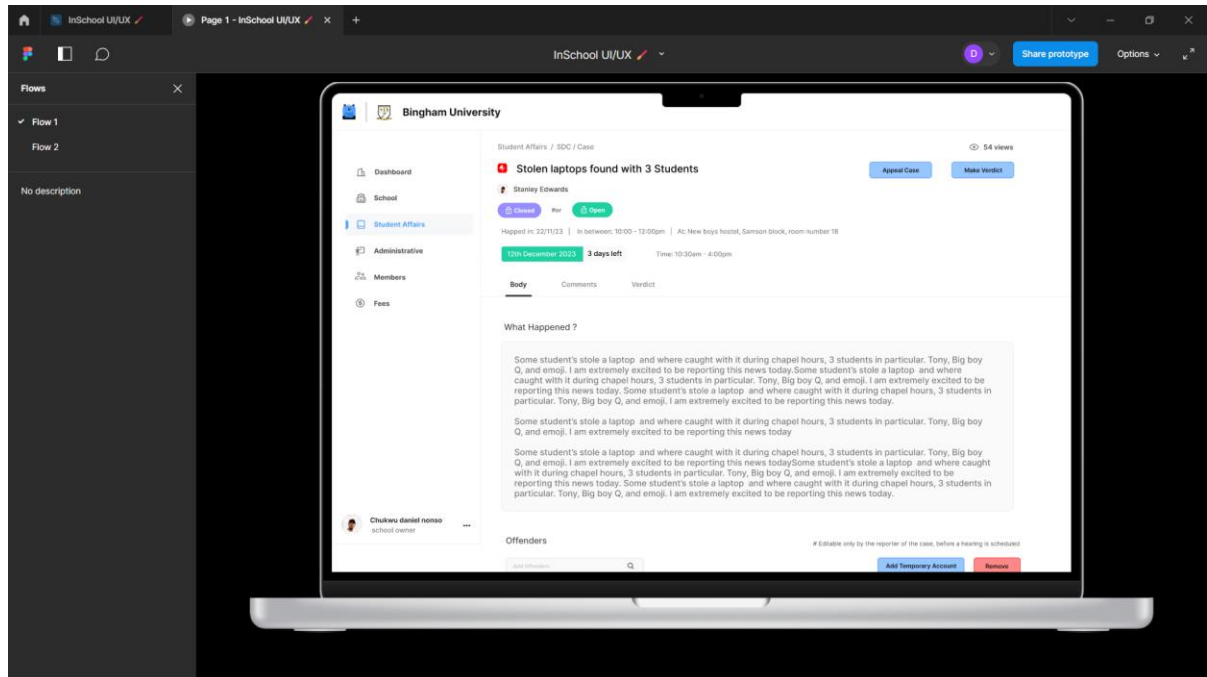 InSchool UI/UX
Page 1 - InSchool UI/UX
InSchool UI/UX
D
Share prototype
Options
Flows
Flow 1
Flow 2
No description
Bingham University
Dashboard
School
Student Affairs
Administrative
Members
Fees
Chukwu daniel nonso
school owner
Student Affairs / SDC / Case
54 views
Stolen laptops found with 3 Students
Appeal Case
Make Verdict
Stanley Edwards
Closed
#or
Open
Happed in: 22/11/23 | In between: 10:00 - 12:00pm | At: New boys hostel, Samson block, room number 18
12th December 2023
3 days left
Time: 10:30am - 4:00pm
Body
Comments
Verdict
What Happened ?
Some student's stole a laptop and where caught with it during chapel hours, 3 students in particular. Tony, Big boy
Q, and emoji. I am extremely excited to be reporting this news today.Some student's stole a laptop and where
caught with it during chapel hours, 3 students in particular. Tony, Big boy Q, and emoji. I am extremely excited to be
reporting this news today. Some student's stole a laptop and where caught with it during chapel hours, 3 students in
particular. Tony, Big boy Q, and emoji. I am extremely excited to be reporting this news today.
Some student's stole a laptop and where caught with it during chapel hours, 3 students in particular. Tony, Big boy
Q, and emoji. I am extremely excited to be reporting this news today
Some student's stole a laptop and where caught with it during chapel hours, 3 students in particular. Tony, Big boy
Q, and emoji. I am extremely excited to be reporting this news todaySome student's stole a laptop and where caught
with it during chapel hours, 3 students in particular. Tony, Big boy Q, and emoji. I am extremely excited to be
reporting this news today. Some student's stole a laptop and where caught with it during chapel hours, 3 students in
particular. Tony, Big boy Q, and emoji. I am extremely excited to be reporting this news today.
Offenders
# Editable only by the reporter of the case, before a hearing is scheduled
Add Offenders
Add Temporary Account
Remove